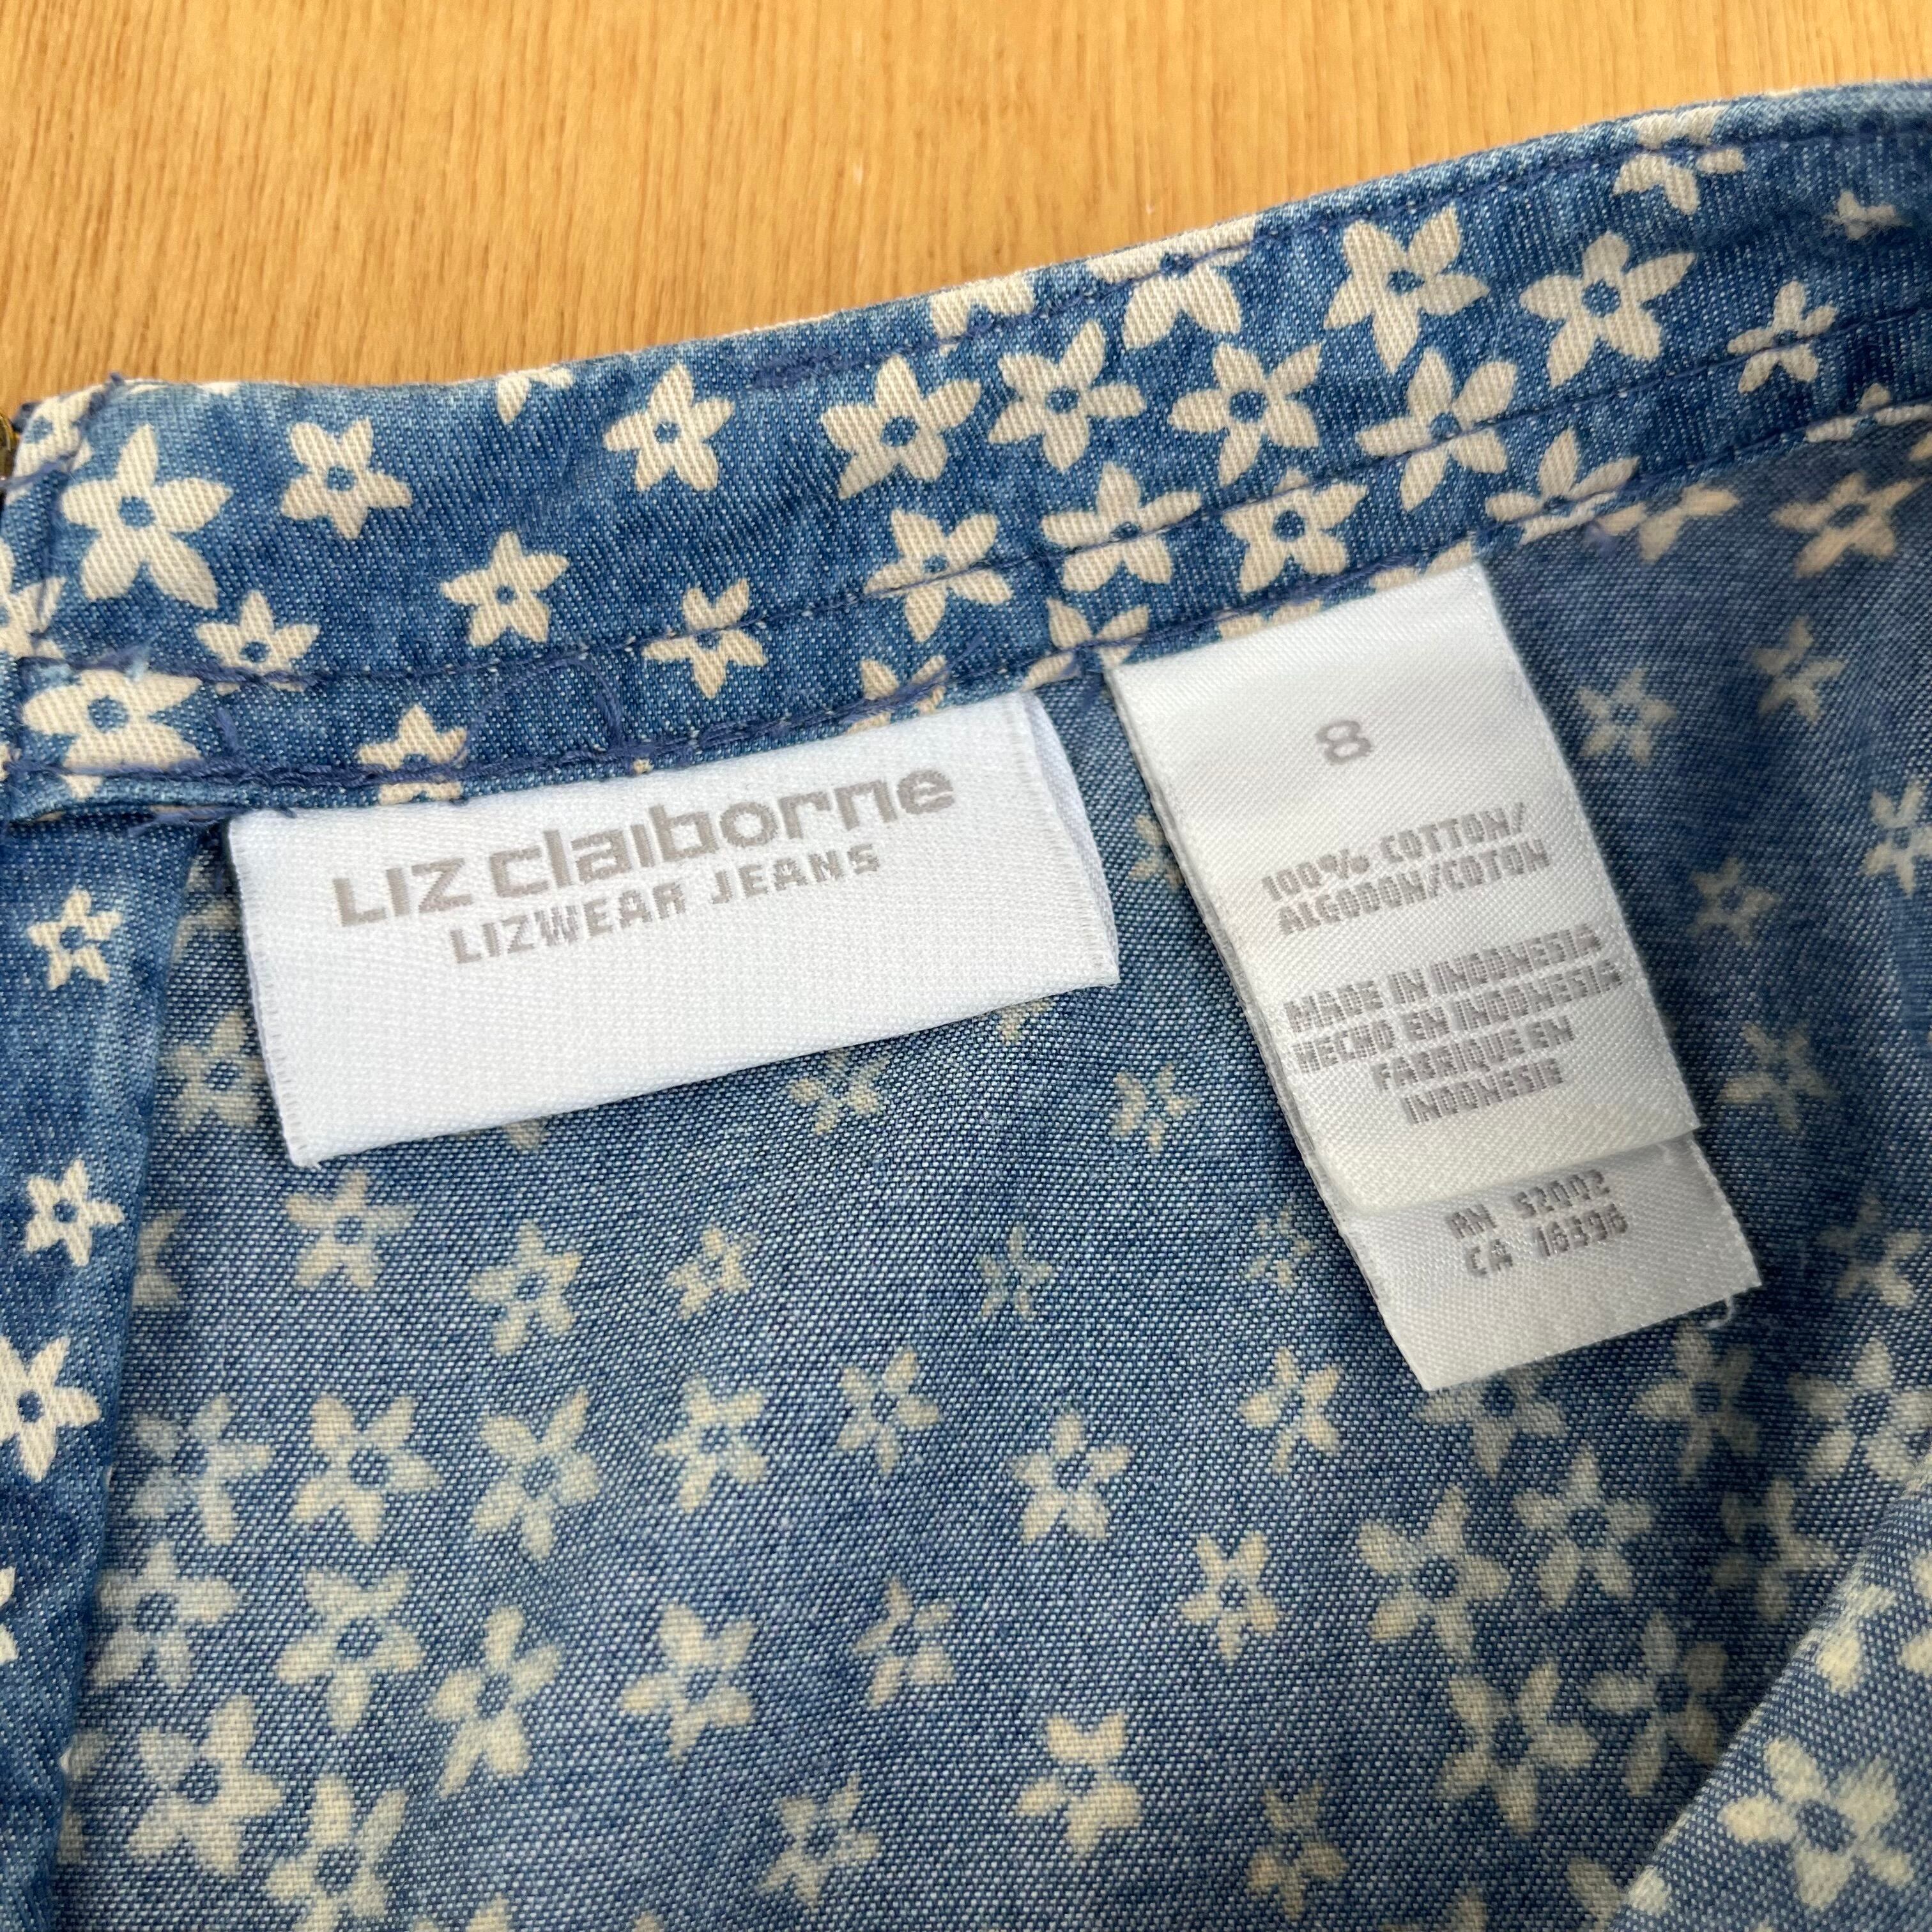 LIZ claiborne
LIZWEAR JEANS
8
100% COTTON/
ALGODON/COTON
MADE IN INDONESIA
HECHO EN INDONESIA
FABRIQUE EN
INDONESIE
RN 52002
CA 16396